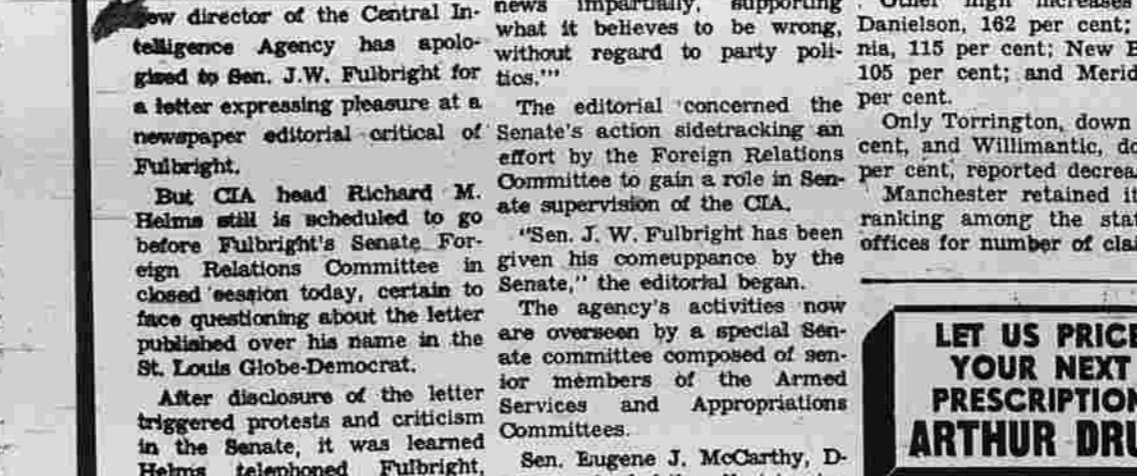 new director of the Central In-
telligence Agency has apolo-
gised to Sen. J.W. Fulbright for
a letter expressing pleasure at a
newspaper editorial critical of
Fulbright.
But CIA head Richard M.
Helms still is scheduled to go
before Fulbright's Senate For-
eign Relations Committee in
closed session today, certain to
face questioning about the letter
published over his name in the
St. Louis Globe-Democrat.
After disclosure of the letter
triggered protests and criticism
in the Senate, it was learned
Helms telephoned Fulbright,
news impartially, supporting
what it believes to be wrong,
without regard to party poli-
tics.'"
The editorial concerned the
Senate's action sidetracking an
effort by the Foreign Relations
Committee to gain a role in Sen-
ate supervision of the CIA.
"Sen. J. W. Fulbright has been
given his comeuppance by the
Senate," the editorial began.
The agency's activities now
are overseen by a special Sen-
ate committee composed of sen-
ior members of the Armed
Services and Appropriations
Committees.
Sen. Eugene J. McCarthy, D-
Other high increases
Danielson, 162 per cent;
nia, 115 per cent; New
105 per cent; and Merid
per cent.
Only Torrington, down
cent, and Willimantic, do
per cent, reported decrea
Manchester retained it
ranking among the sta
offices for number of cla
LET US PRICE
YOUR NEXT
PRESCRIPTION
ARTHUR DRU